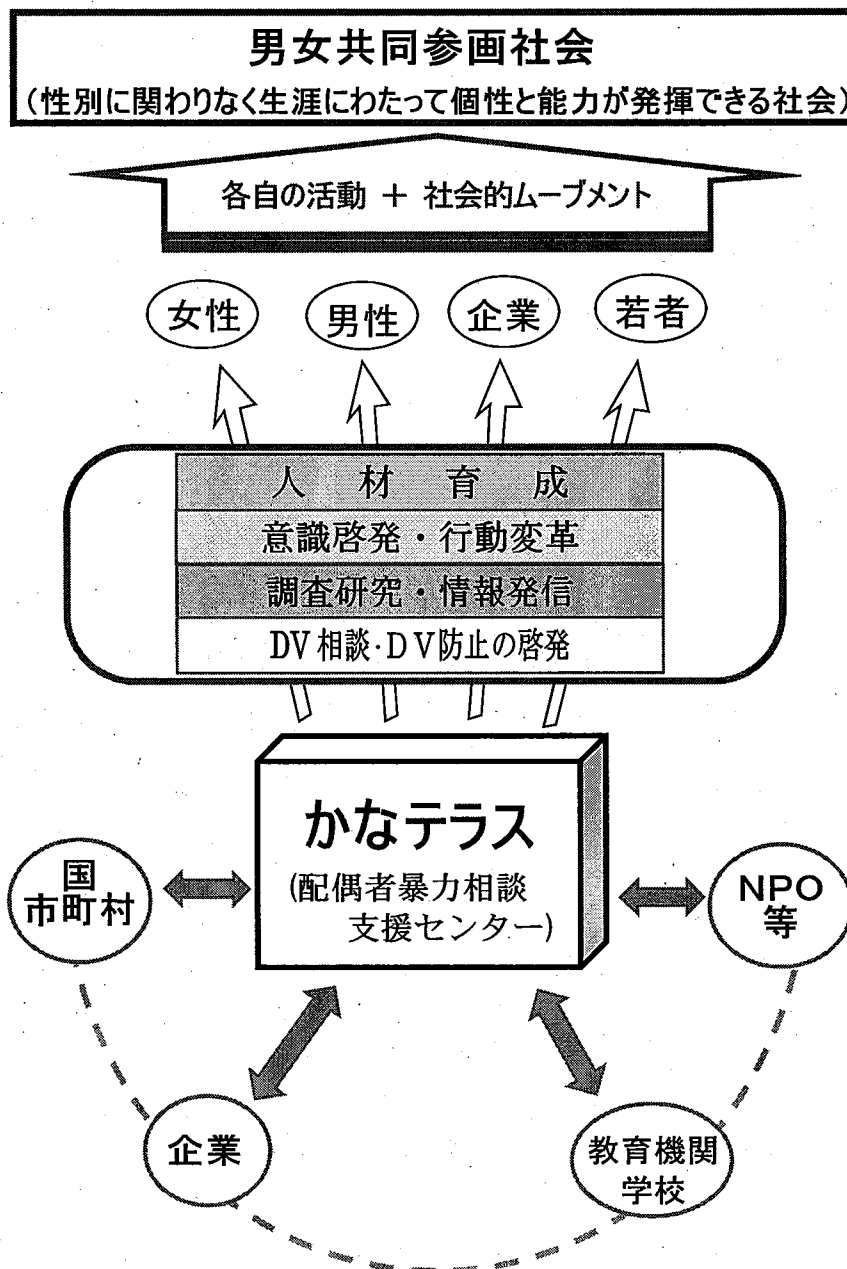 男女共同参画社会
(性別に関わりなく生涯にわたって個性と能力が発揮できる社会)
各自の活動 + 社会的ムーブメント
女性
男性
企業
若者
人材育成
意識啓発・行動変革
調査研究・情報発信
DV相談・DV防止の啓発
かなテラス
(配偶者暴力相談
支援センター)
国
市町村
NPO
等
企業
教育機関
学校